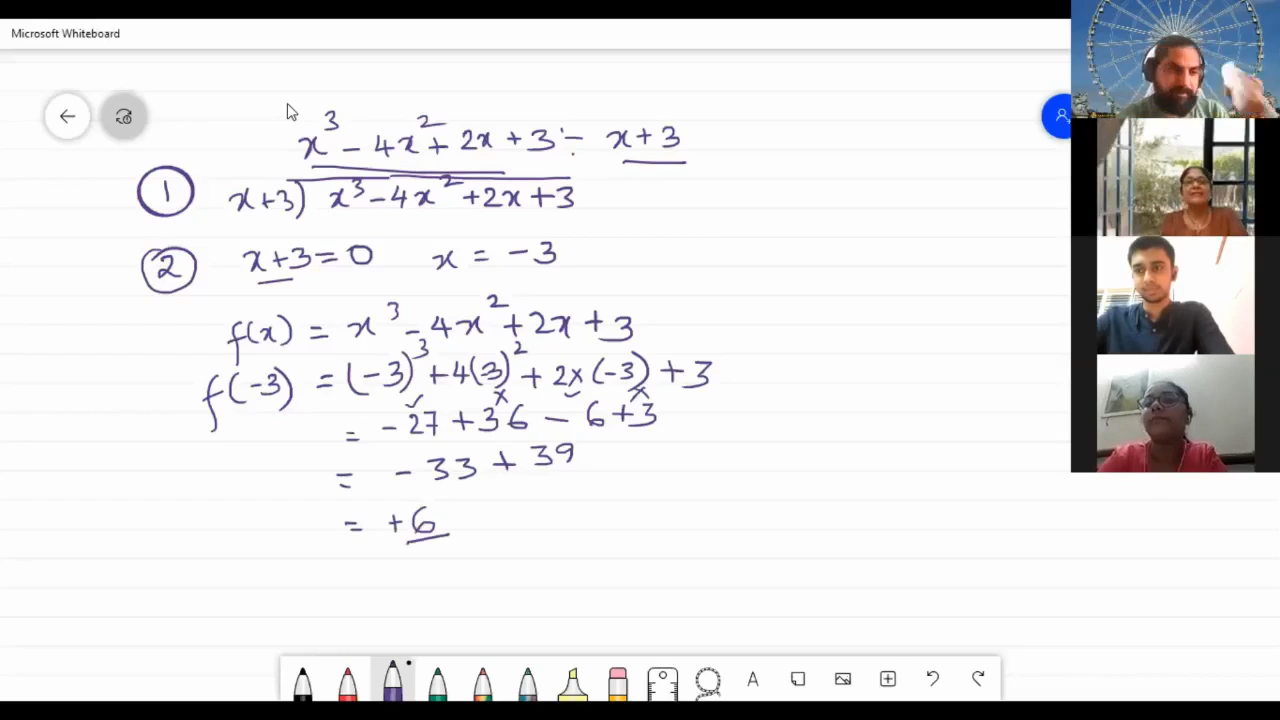 Microsoft Whiteboard
x³ - 4x² + 2x + 3 ÷ x + 3
① x+3) x³ - 4x² + 2x + 3
② x+3 = 0 x = -3
f(x) = x³ - 4x² + 2x + 3
f(-3) = (-3)³ + 4(3)² + 2x(-3) + 3
= -27 + 36 - 6 + 3
= -33 + 39
= +6
A